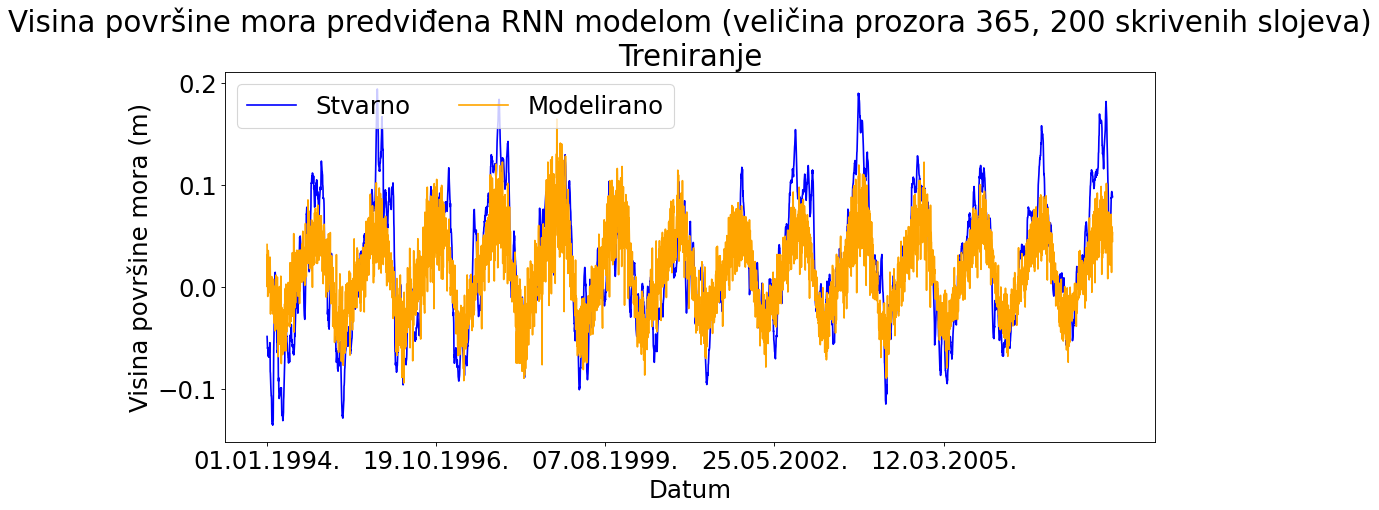 Visina površine mora predviđena RNN modelom (veličina prozora 365, 200 skrivenih slojeva)
Treniranje
Stvarno Modelirano
Visina površine mora (m)
0.2
0.1
0.0
−0.1
01.01.1994. 19.10.1996. 07.08.1999. 25.05.2002. 12.03.2005.
Datum